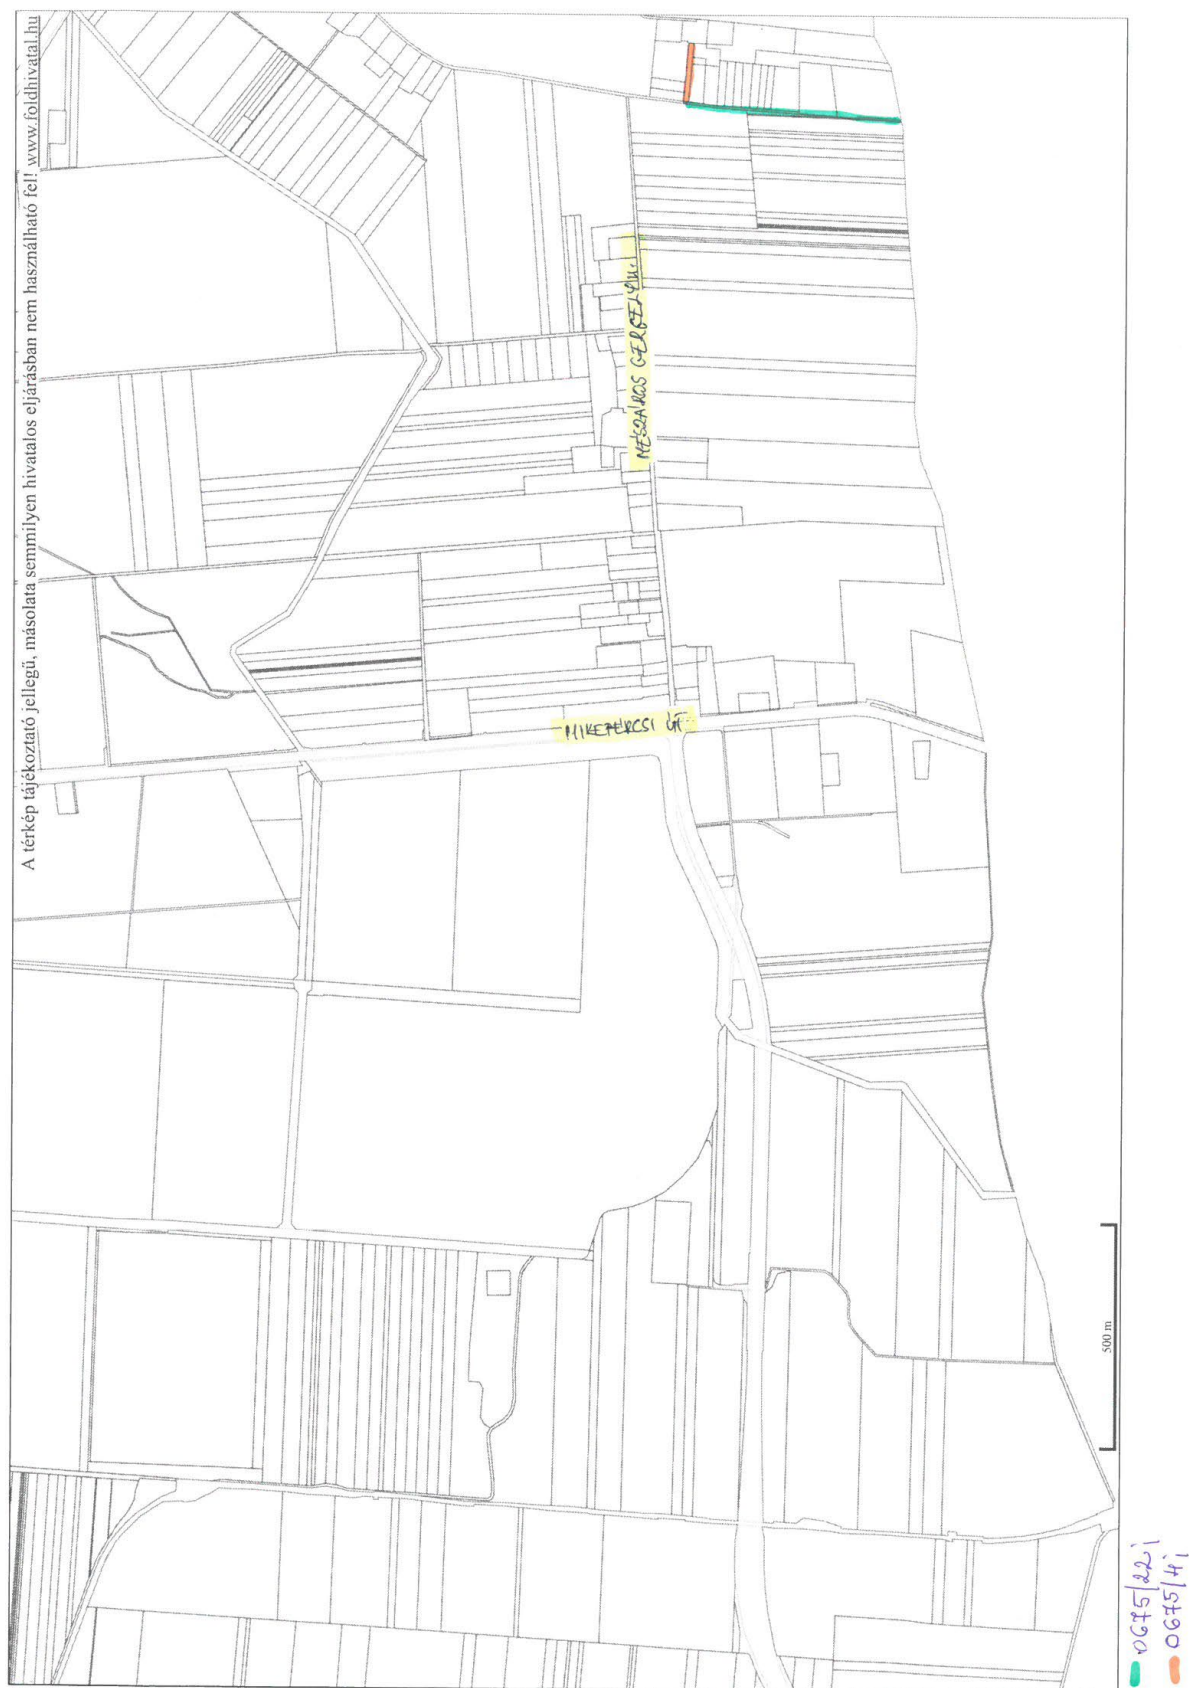 A térkép tájékoztató jellegű, másolata semmilyen hivatalos eljárásban nem használható fel! www.foldhivatal.hu
MÉSZÁROS GERGELY U.
MIKEPÉRCSI ÚT
500 m
0675/22;
0675/4;